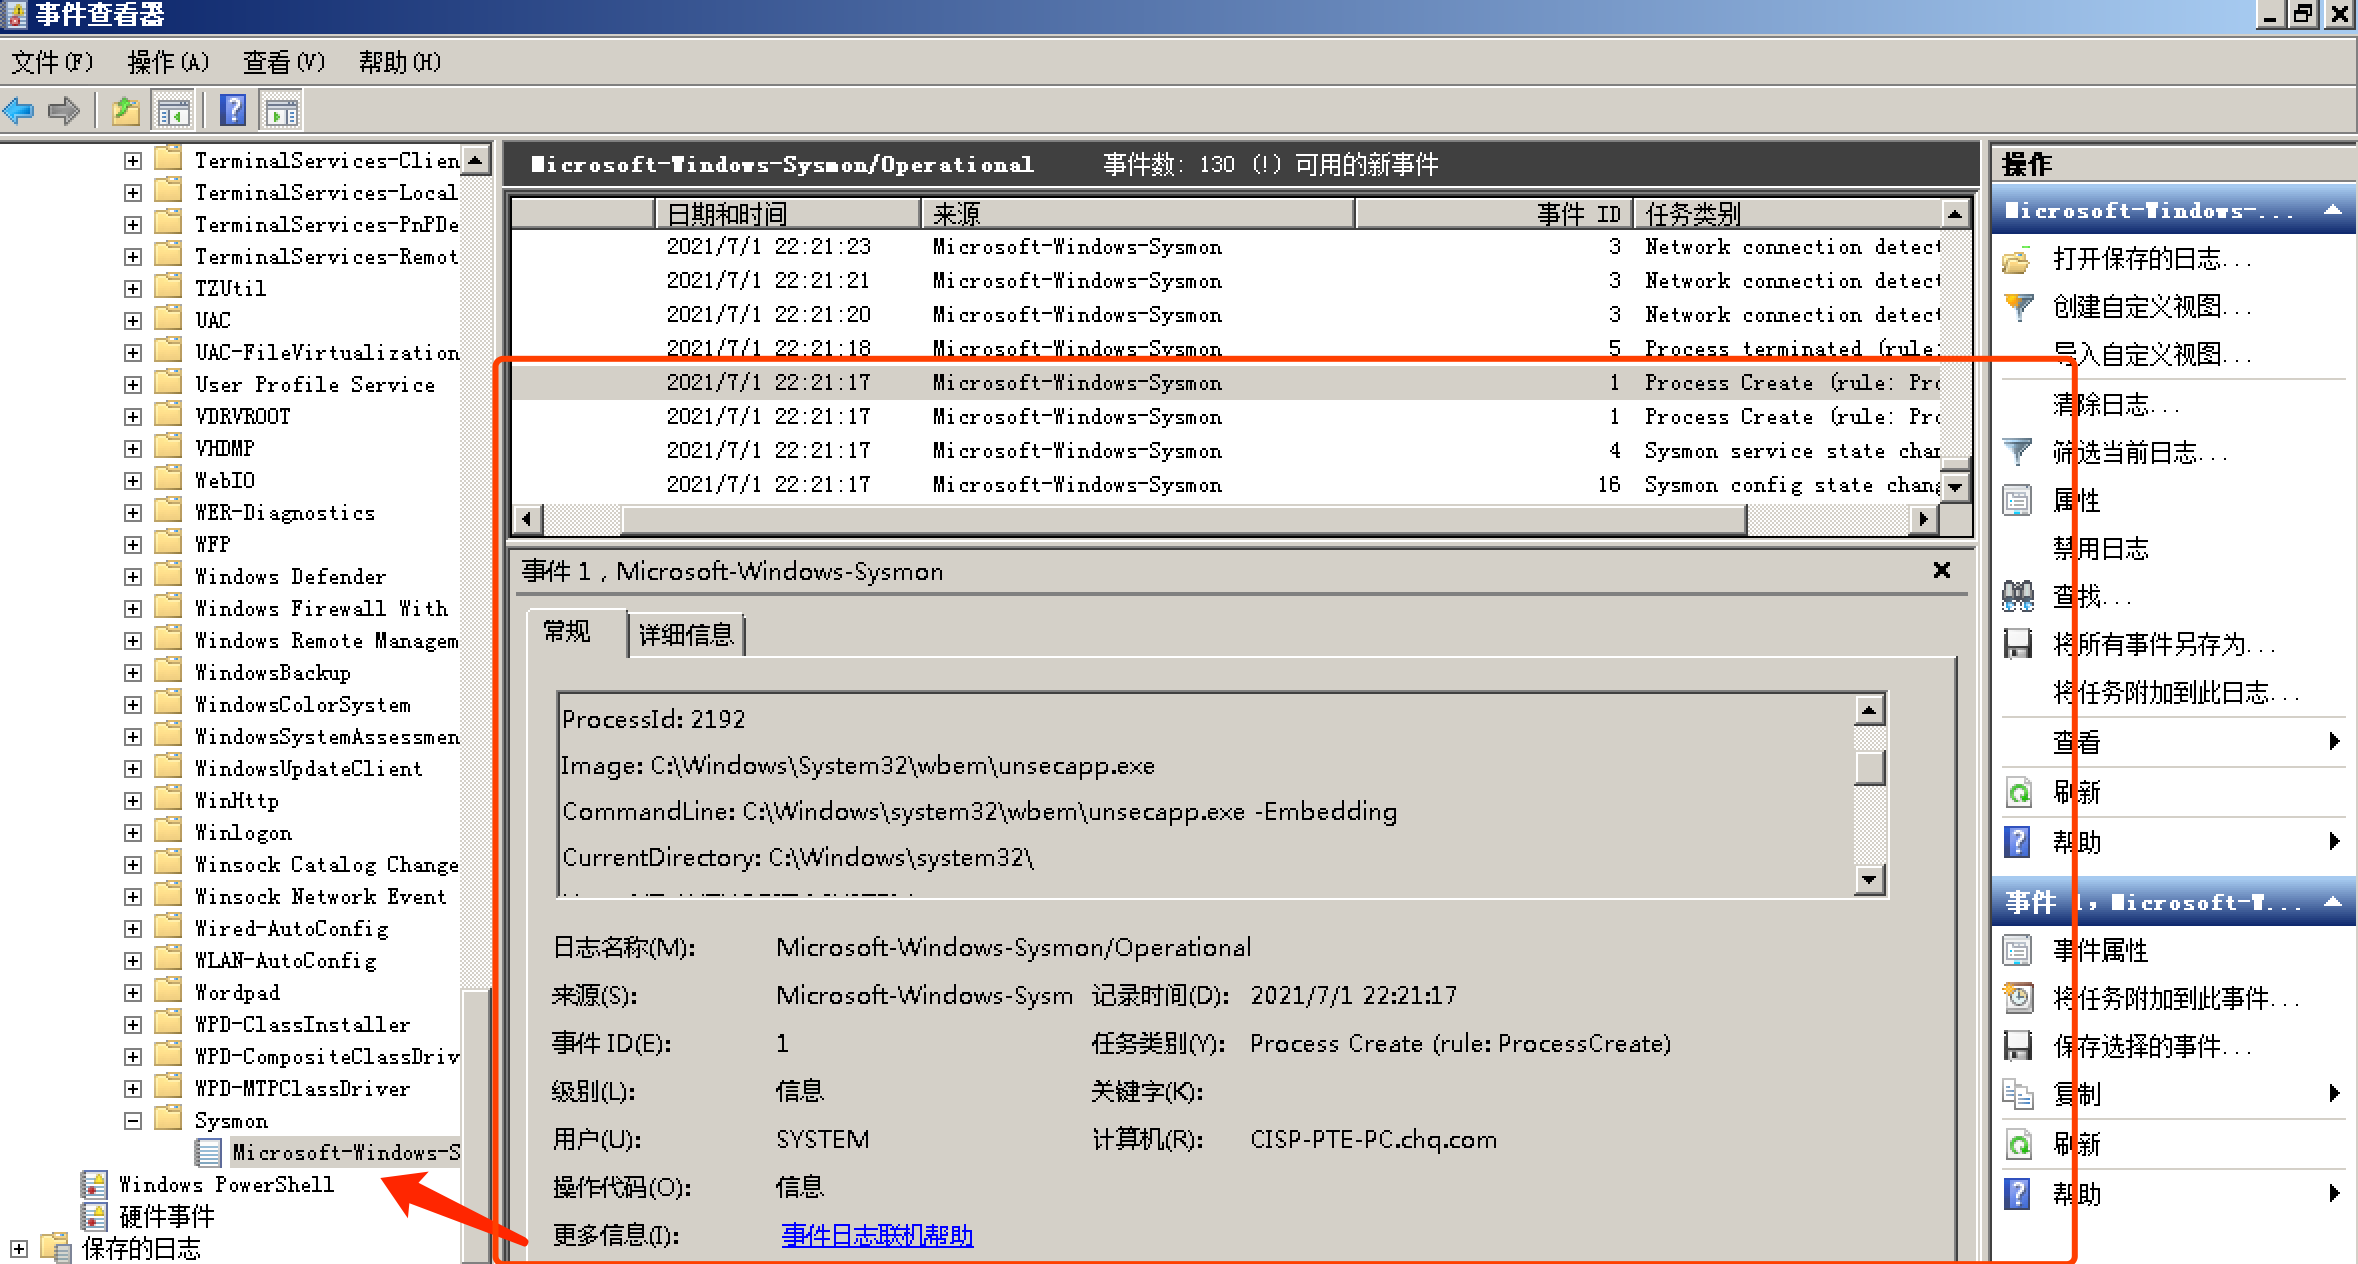 事件查看器
文件(F) 操作(A) 查看(V) 帮助(H)
TerminalServices-Clien
TerminalServices-Local
TerminalServices-PnPDe
TerminalServices-Remot
TZUtil
UAC
UAC-FileVirtualization
User Profile Service
VDRVROOT
VHDMP
WebIO
WER-Diagnostics
WFP
Windows Defender
Windows Firewall With
Windows Remote Managem
WindowsBackup
WindowsColorSystem
WindowsSystemAssessmen
WindowsUpdateClient
WinHttp
Winlogon
Winsock Catalog Change
Winsock Network Event
Wired-AutoConfig
WLAN-AutoConfig
Wordpad
WPD-ClassInstaller
WPD-CompositeClassDriv
WPD-MTPClassDriver
Sysmon
Microsoft-Windows-S
Windows PowerShell
硬件事件
保存的日志
Microsoft-Windows-Sysmon/Operational 事件数: 130 (!) 可用的新事件
日期和时间 来源 事件 ID 任务类别
2021/7/1 22:21:23 Microsoft-Windows-Sysmon 3 Network connection detect
2021/7/1 22:21:21 Microsoft-Windows-Sysmon 3 Network connection detect
2021/7/1 22:21:20 Microsoft-Windows-Sysmon 3 Network connection detect
2021/7/1 22:21:18 Microsoft-Windows-Sysmon 5 Process terminated (rule:
2021/7/1 22:21:17 Microsoft-Windows-Sysmon 1 Process Create (rule: Pro
2021/7/1 22:21:17 Microsoft-Windows-Sysmon 1 Process Create (rule: Pro
2021/7/1 22:21:17 Microsoft-Windows-Sysmon 4 Sysmon service state chan
2021/7/1 22:21:17 Microsoft-Windows-Sysmon 16 Sysmon config state chang
事件 1，Microsoft-Windows-Sysmon
常规 详细信息
ProcessId: 2192
Image: C:\Windows\System32\wbem\unsecapp.exe
CommandLine: C:\Windows\system32\wbem\unsecapp.exe -Embedding
CurrentDirectory: C:\Windows\system32\
日志名称(M): Microsoft-Windows-Sysmon/Operational
来源(S): Microsoft-Windows-Sysm 记录时间(D): 2021/7/1 22:21:17
事件 ID(E): 1 任务类别(Y): Process Create (rule: ProcessCreate)
级别(L): 信息 关键字(K):
用户(U): SYSTEM 计算机(R): CISP-PTE-PC.chq.com
操作代码(O): 信息
更多信息(I): 事件日志联机帮助
操作
Microsoft-Windows-...
打开保存的日志...
创建自定义视图...
导入自定义视图...
清除日志...
筛选当前日志...
属性
禁用日志
查找...
将所有事件另存为...
将任务附加到此日志...
查看
刷新
帮助
事件 1，Microsoft-W...
事件属性
将任务附加到此事件...
保存选择的事件...
复制
刷新
帮助